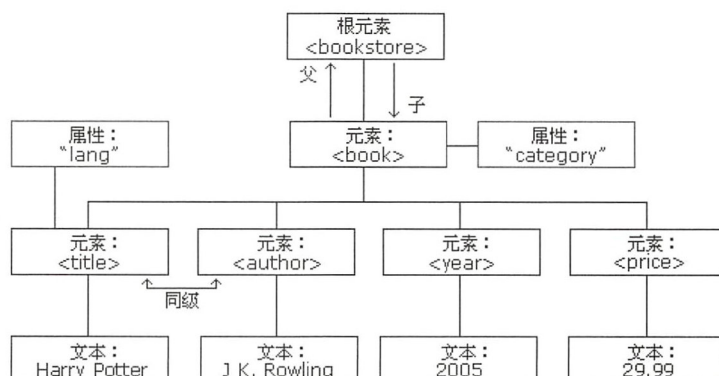 根元素
<bookstore>
父
子
属性：
"lang"
元素：
<book>
属性：
"category"
元素：
<title>
元素：
<author>
元素：
<year>
元素：
<price>
同级
文本：
Harry Potter
文本：
J K. Rowling
文本：
2005
文本：
29.99